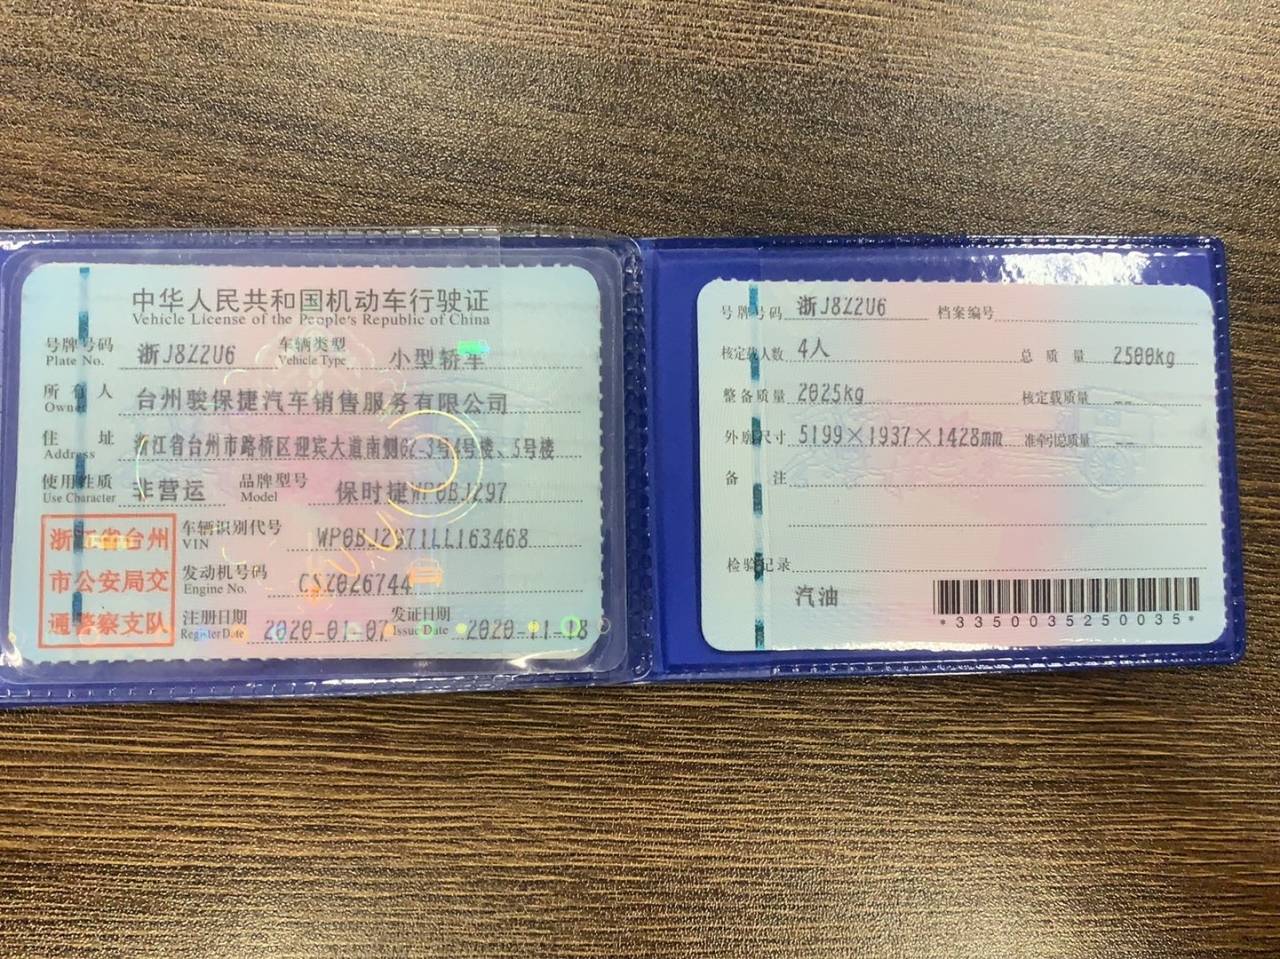 中华人民共和国机动车行驶证
Vehicle License of the People's Republic of China
号牌号码 Plate No. 浙J8Z2U6 车辆类型 Vehicle Type 小型轿车
所有人 Owner 台州骏保捷汽车销售服务有限公司
住址 Address 浙江省台州市路桥区迎宾大道南侧62-3号4号楼、5号楼
使用性质 Use Character 非营运 品牌型号 Model 保时捷WP0BJ297
浙江省台州
市公安局交
通警察支队
车辆识别代号 VIN WP0BJ2971LL163468
发动机号码 Engine No. CSZ026744
注册日期 Register Date 2020-01-07 发证日期 Issue Date 2020-11-18
号牌号码 浙J8Z2U6 档案编号
核定载人数 4人 总质量 2500kg
整备质量 2025kg 核定载质量 --
外廓尺寸 5199×1937×1428mm 准牵引总质量 --
备注
检验记录
汽油
*3350035250035*